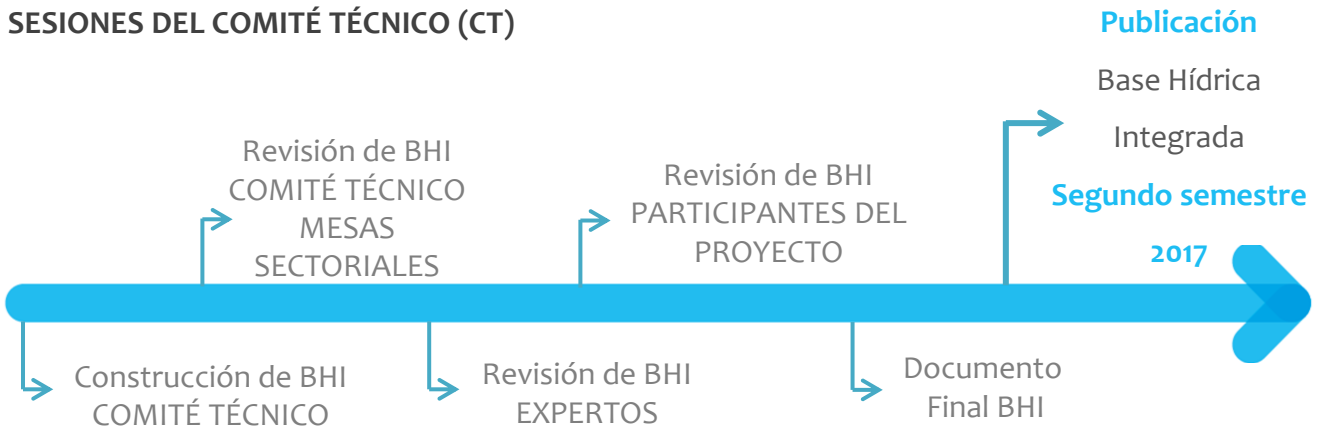 SESIONES DEL COMITÉ TÉCNICO (CT)
Publicación
Base Hídrica
Integrada
Segundo semestre
2017
Revisión de BHI
COMITÉ TÉCNICO
MESAS
SECTORIALES
Revisión de BHI
PARTICIPANTES DEL
PROYECTO
Construcción de BHI
COMITÉ TÉCNICO
Revisión de BHI
EXPERTOS
Documento
Final BHI